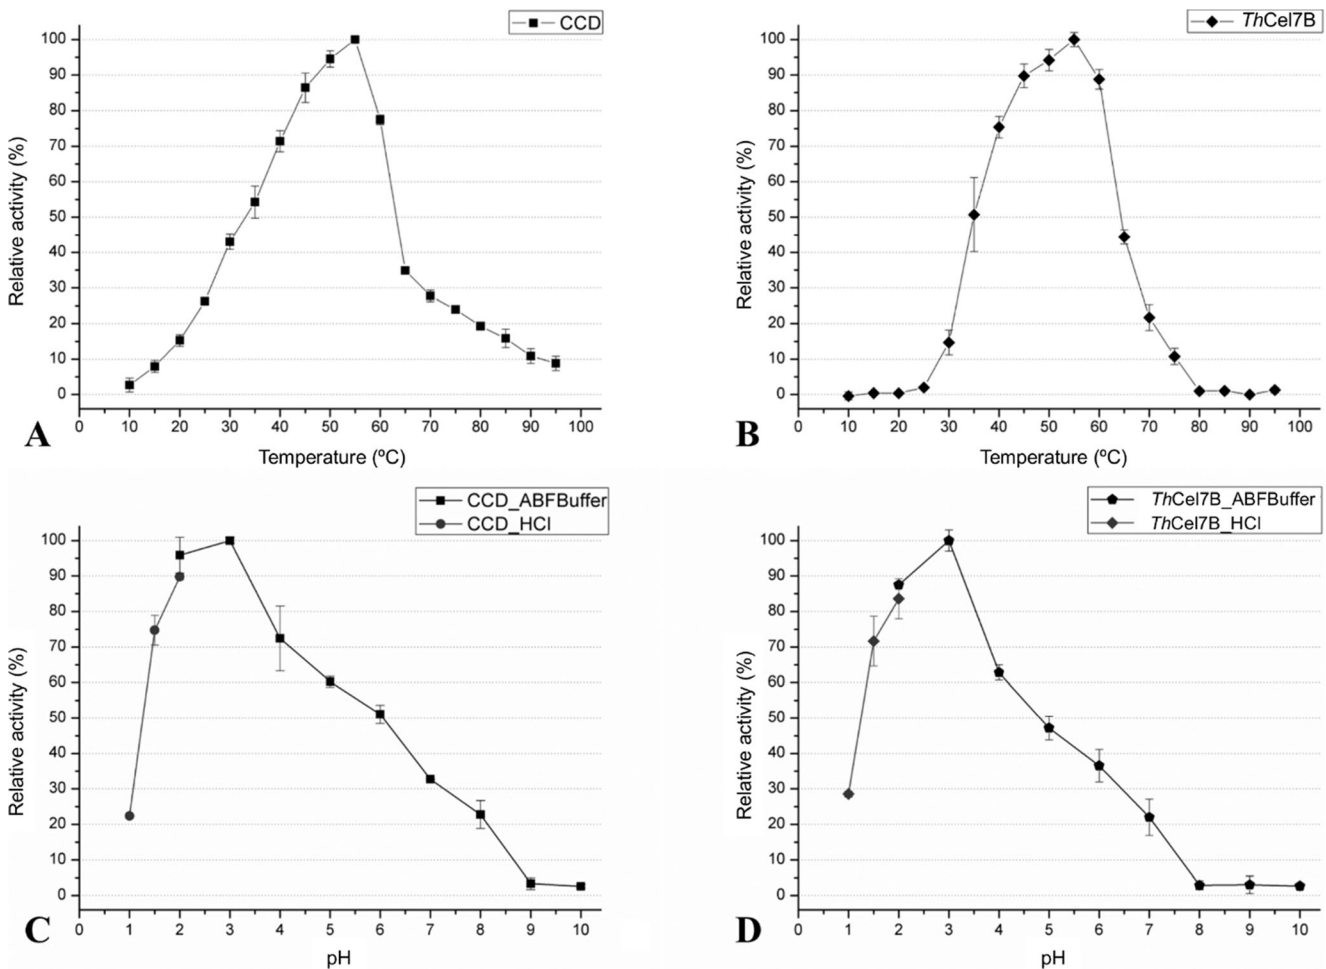 CCD
100
90
80
70
60
50
40
30
20
10
0
Relative activity (%)
0 10 20 30 40 50 60 70 80 90 100
Temperature (ºC)
A
ThCel7B
100
90
80
70
60
50
40
30
20
10
0
Relative activity (%)
0 10 20 30 40 50 60 70 80 90 100
Temperature (ºC)
B
CCD_ABFBuffer
CCD_HCl
100
90
80
70
60
50
40
30
20
10
0
Relative activity (%)
0 1 2 3 4 5 6 7 8 9 10
pH
C
ThCel7B_ABFBuffer
ThCel7B_HCl
100
90
80
70
60
50
40
30
20
10
0
Relative activity (%)
0 1 2 3 4 5 6 7 8 9 10
pH
D